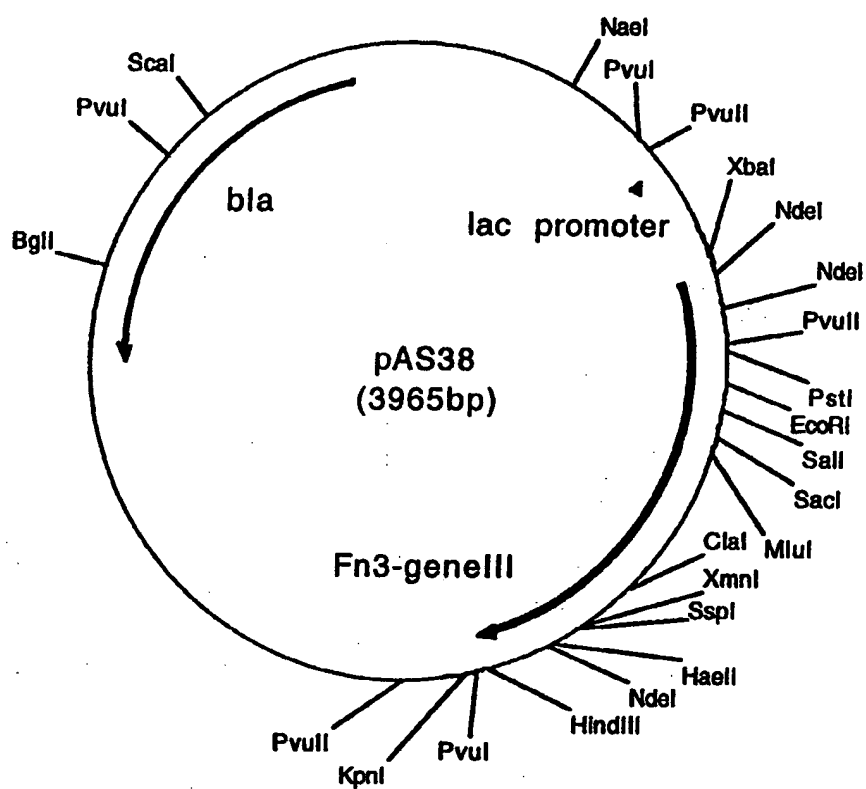 NaeI
ScaI
PvuI
PvuI
PvuII
XbaI
bla
NdeI
lac promoter
BglI
NdeI
PvuII
pAS38
(3965bp)
PstI
EcoRI
SalI
SacI
MluI
ClaI
Fn3-geneIII
XmnI
SspI
HaeII
NdeI
HindIII
PvuII
PvuI
KpnI